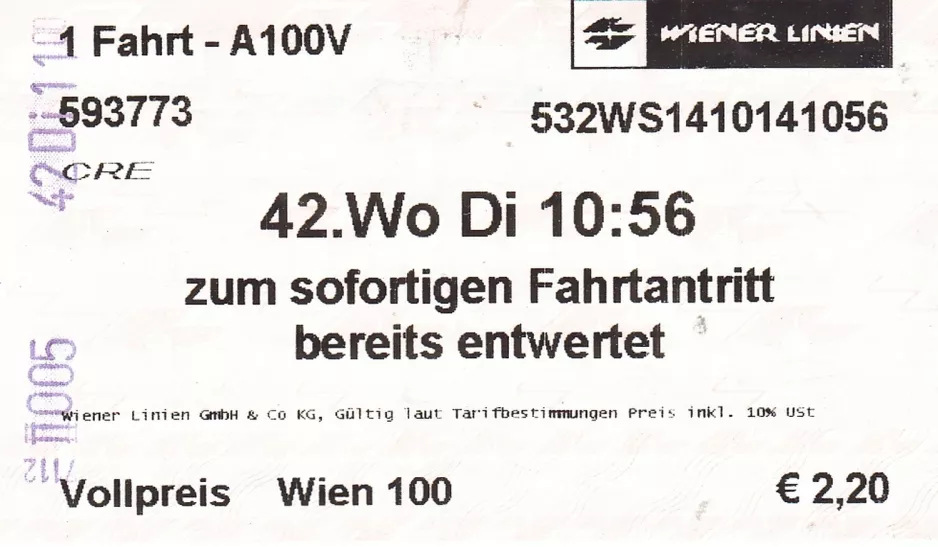 1 Fahrt - A100V
WIENER LINIEN
593773
532WS1410141056
CRE
42.Wo Di 10:56
zum sofortigen Fahrtantritt
bereits entwertet
Wiener Linien GmbH & Co KG, Gültig laut Tarifbestimmungen Preis inkl. 10% USt
Vollpreis Wien 100
€ 2,20